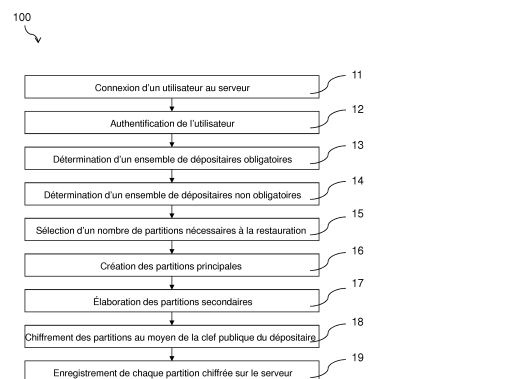 100
Connexion d'un utilisateur au serveur
11
Authentification de l'utilisateur
12
Détermination d'un ensemble de dépositaires obligatoires
13
Détermination d'un ensemble de dépositaires non obligatoires
14
Sélection d'un nombre de partitions nécessaires à la restauration
15
Création des partitions principales
16
Élaboration des partitions secondaires
17
Chiffrement des partitions au moyen de la clef publique du dépositaire
18
Enregistrement de chaque partition chiffrée sur le serveur
19